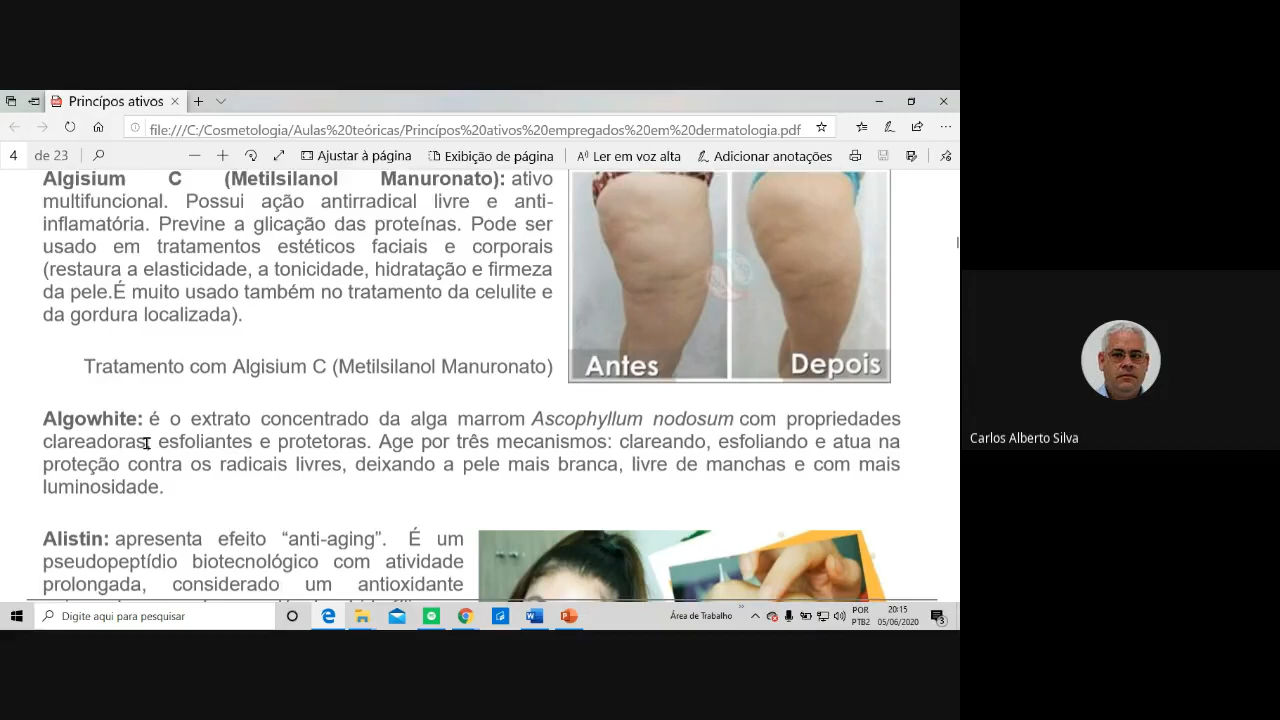 Princípos ativos
file:///C:/Cosmetologia/Aulas%20teóricas/Princípos%20ativos%20empregados%20em%20dermatologia.pdf
4 de 23
Ajustar à página
Exibição de página
Ler em voz alta
Adicionar anotações
Algisium C (Metilsilanol Manuronato): ativo
multifuncional. Possui ação antirradical livre e anti-
inflamatória. Previne a glicação das proteínas. Pode ser
usado em tratamentos estéticos faciais e corporais
(restaura a elasticidade, a tonicidade, hidratação e firmeza
da pele.É muito usado também no tratamento da celulite e
da gordura localizada).
Antes
Depois
Tratamento com Algisium C (Metilsilanol Manuronato)
Algowhite: é o extrato concentrado da alga marrom Ascophyllum nodosum com propriedades
clareadoras, esfoliantes e protetoras. Age por três mecanismos: clareando, esfoliando e atua na
proteção contra os radicais livres, deixando a pele mais branca, livre de manchas e com mais
luminosidade.
Alistin: apresenta efeito “anti-aging”. É um
pseudopeptídio biotecnológico com atividade
prolongada, considerado um antioxidante
Carlos Alberto Silva
Digite aqui para pesquisar
Área de Trabalho
POR
PTB2
20:15
05/06/2020
3